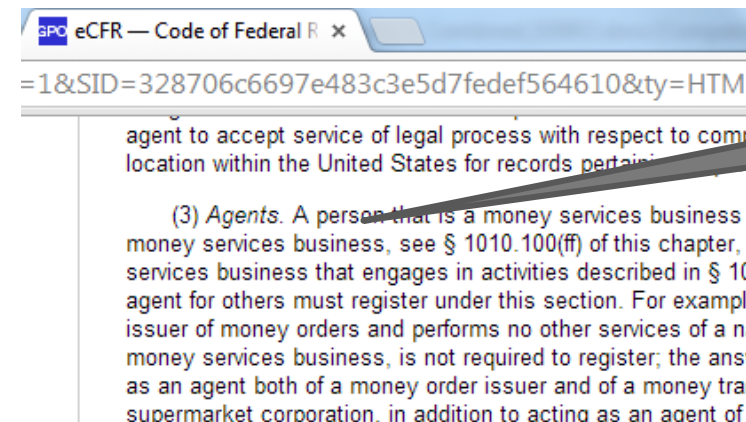 GPO eCFR — Code of Federal R ×
=1&SID=328706c6697e483c3e5d7fedef564610&ty=HTM
agent to accept service of legal process with respect to com
location within the United States for records pertaining
(3) Agents. A person that is a money services business
money services business, see § 1010.100(ff) of this chapter,
services business that engages in activities described in § 10
agent for others must register under this section. For exampl
issuer of money orders and performs no other services of a n
money services business, is not required to register; the ans
as an agent both of a money order issuer and of a money tra
supermarket corporation, in addition to acting as an agent of